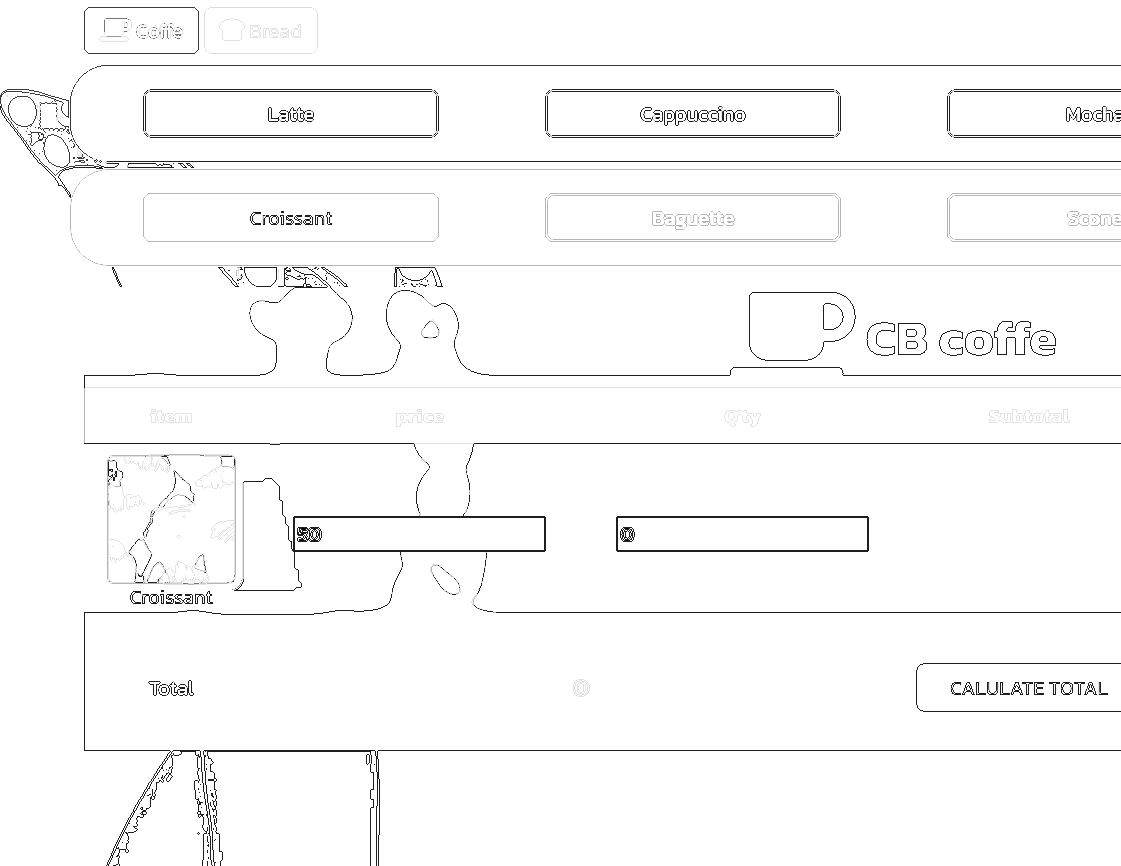 Coffe Bread
Latte Cappuccino Mocha
Croissant Baguette Scone
CB coffe
item price Qty Subtotal
50 0
Croissant
Total 0 CALULATE TOTAL